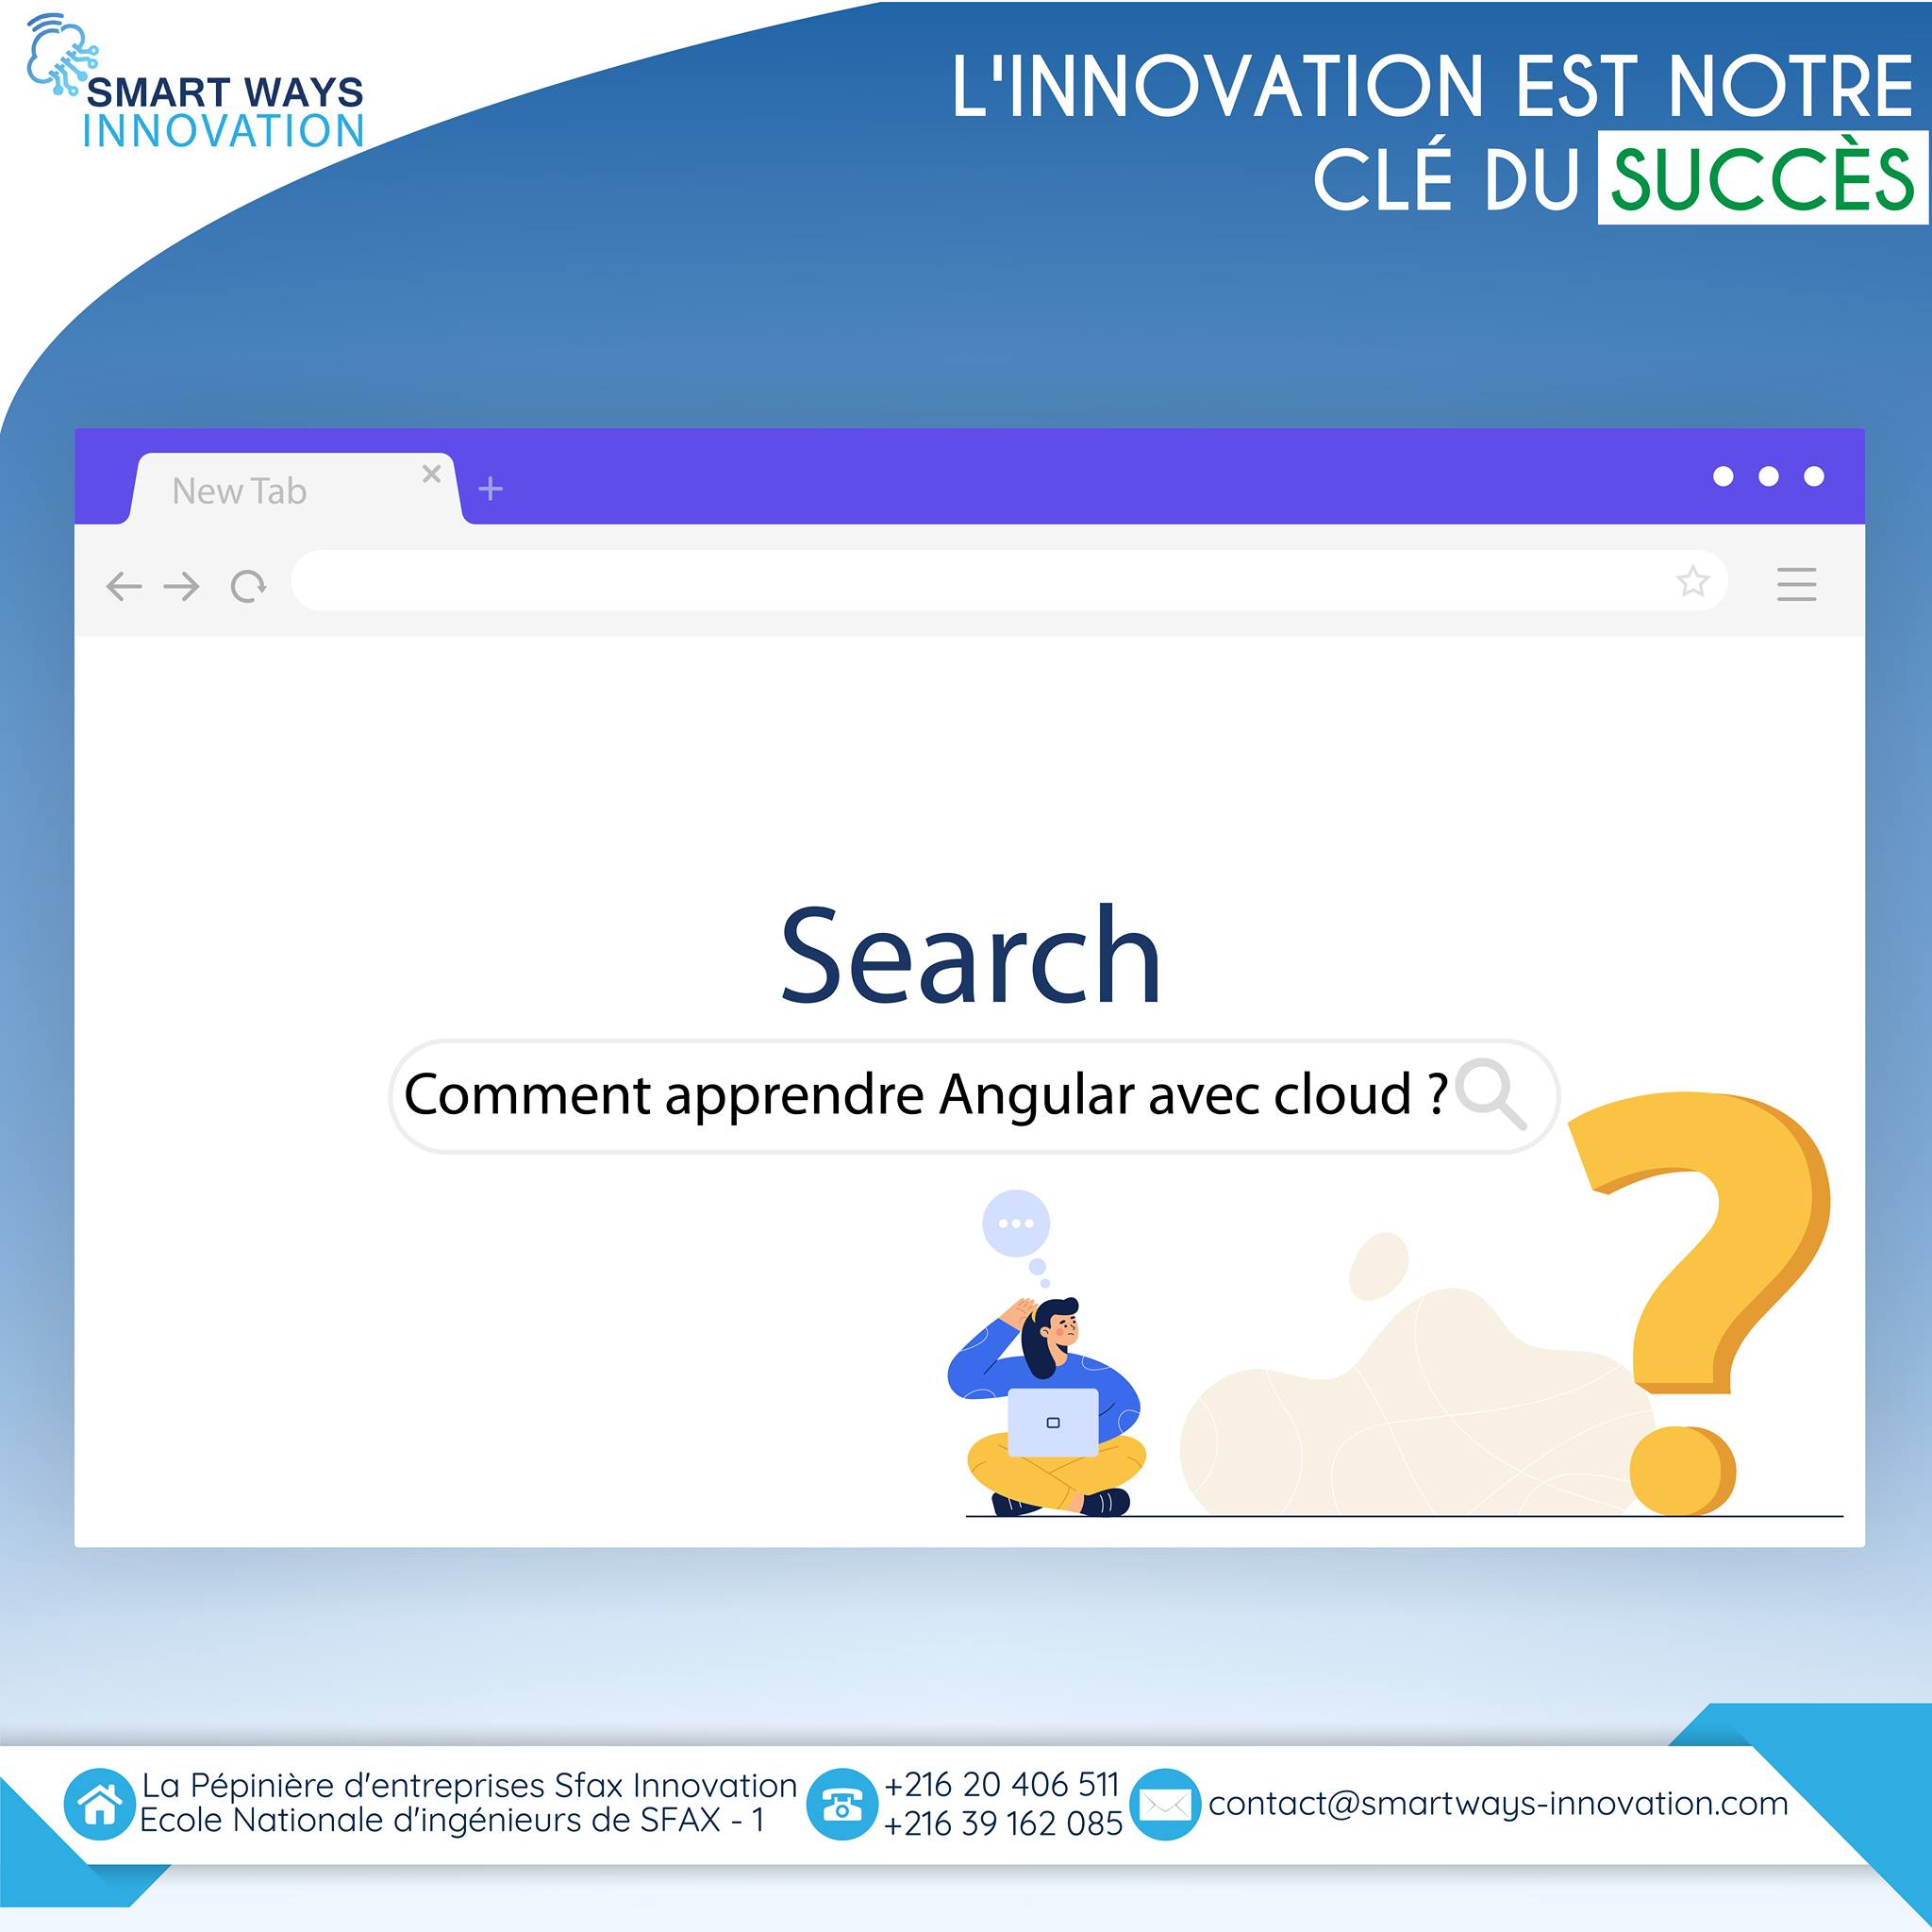 SMART WAYS
INNOVATION
L'INNOVATION EST NOTRE
CLÉ DU SUCCÈS
New Tab
Search
Comment apprendre Angular avec cloud ?
La Pépinière d'entreprises Sfax Innovation
Ecole Nationale d'ingénieurs de SFAX - 1
+216 20 406 511
+216 39 162 085
contact@smartways-innovation.com